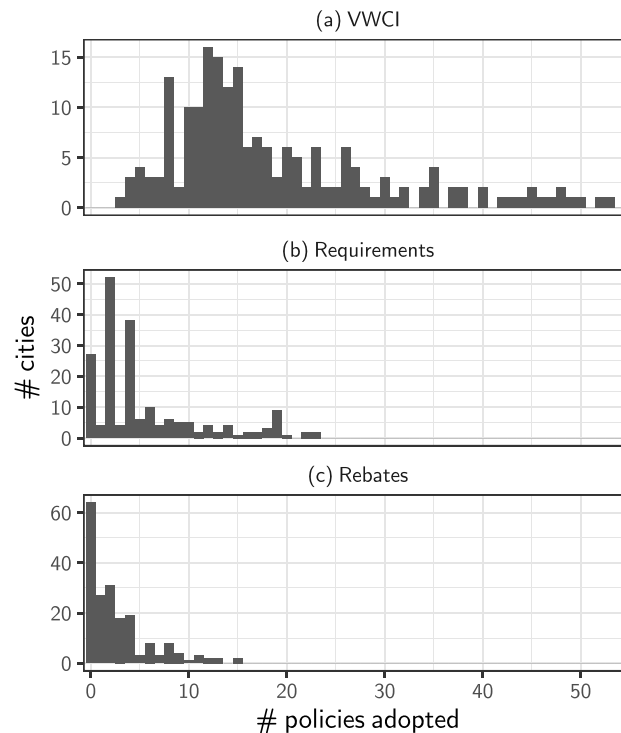 (a) VWCI
15
10
5
0
(b) Requirements
50
40
30
20
10
0
# cities
(c) Rebates
60
40
20
0
0 10 20 30 40 50
# policies adopted